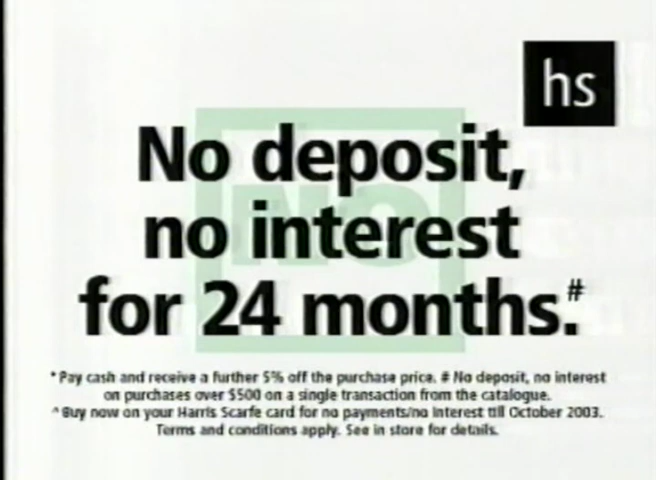 hs
No deposit,
no interest
for 24 months.#
NO
* Pay cash and receive a further 5% off the purchase price. # No deposit, no interest
on purchases over $500 on a single transaction from the catalogue.
^ Buy now on your Harris Scarfe card for no payments/no interest till October 2003.
Terms and conditions apply. See in store for details.